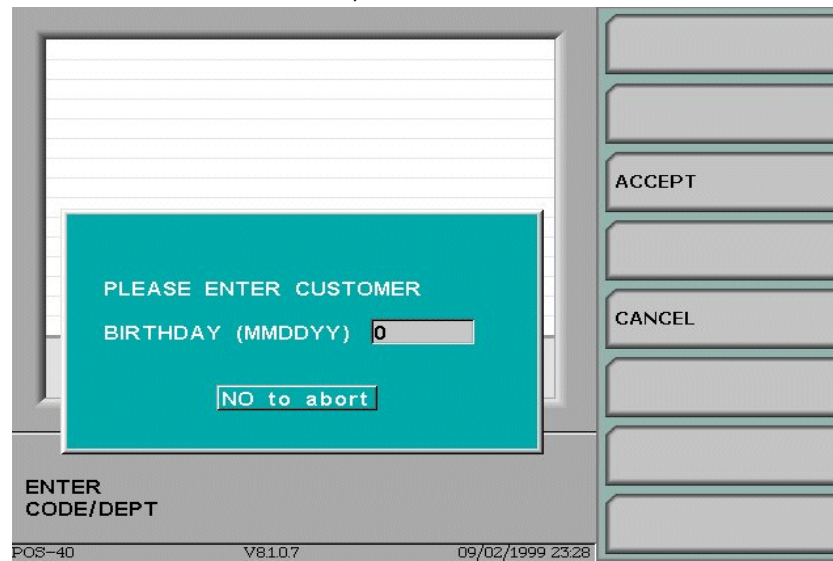 ACCEPT
PLEASE ENTER CUSTOMER
BIRTHDAY (MMDDYY) 0
CANCEL
NO to abort
ENTER
CODE/DEPT
POS-40 V8.1.0.7 09/02/1999 23:28